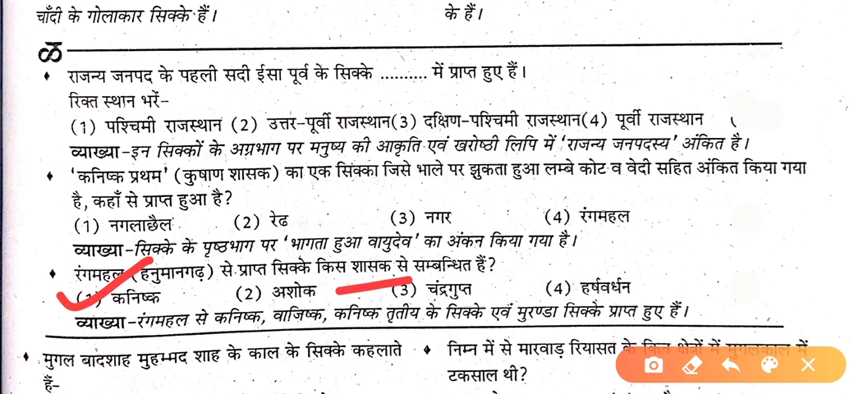 चाँदी के गोलाकार सिक्के हैं।
के हैं।
♦ राजन्य जनपद के पहली सदी ईसा पूर्व के सिक्के .......... में प्राप्त हुए हैं।
रिक्त स्थान भरें–
(1) पश्चिमी राजस्थान (2) उत्तर-पूर्वी राजस्थान(3) दक्षिण-पश्चिमी राजस्थान(4) पूर्वी राजस्थान
व्याख्या–इन सिक्कों के अग्रभाग पर मनुष्य की आकृति एवं खरोष्ठी लिपि में 'राजन्य जनपदस्य' अंकित है।
♦ 'कनिष्क प्रथम' (कुषाण शासक) का एक सिक्का जिसे भाले पर झुकता हुआ लम्बे कोट व वेदी सहित अंकित किया गया
है, कहाँ से प्राप्त हुआ है?
(1) नगलाछैल (2) रेढ (3) नगर (4) रंगमहल
व्याख्या–सिक्के के पृष्ठभाग पर 'भागता हुआ वायुदेव' का अंकन किया गया है।
♦ रंगमहल (हनुमानगढ़) से प्राप्त सिक्के किस शासक से सम्बन्धित हैं?
(1) कनिष्क (2) अशोक (3) चंद्रगुप्त (4) हर्षवर्धन
व्याख्या–रंगमहल से कनिष्क, वाजिष्क, कनिष्क तृतीय के सिक्के एवं मुरण्डा सिक्के प्राप्त हुए हैं।
♦ मुगल बादशाह मुहम्मद शाह के काल के सिक्के कहलाते
हैं–
♦ निम्न में से मारवाड़ रियासत के किन क्षेत्रों में मुगलकाल में
टकसाल थी?